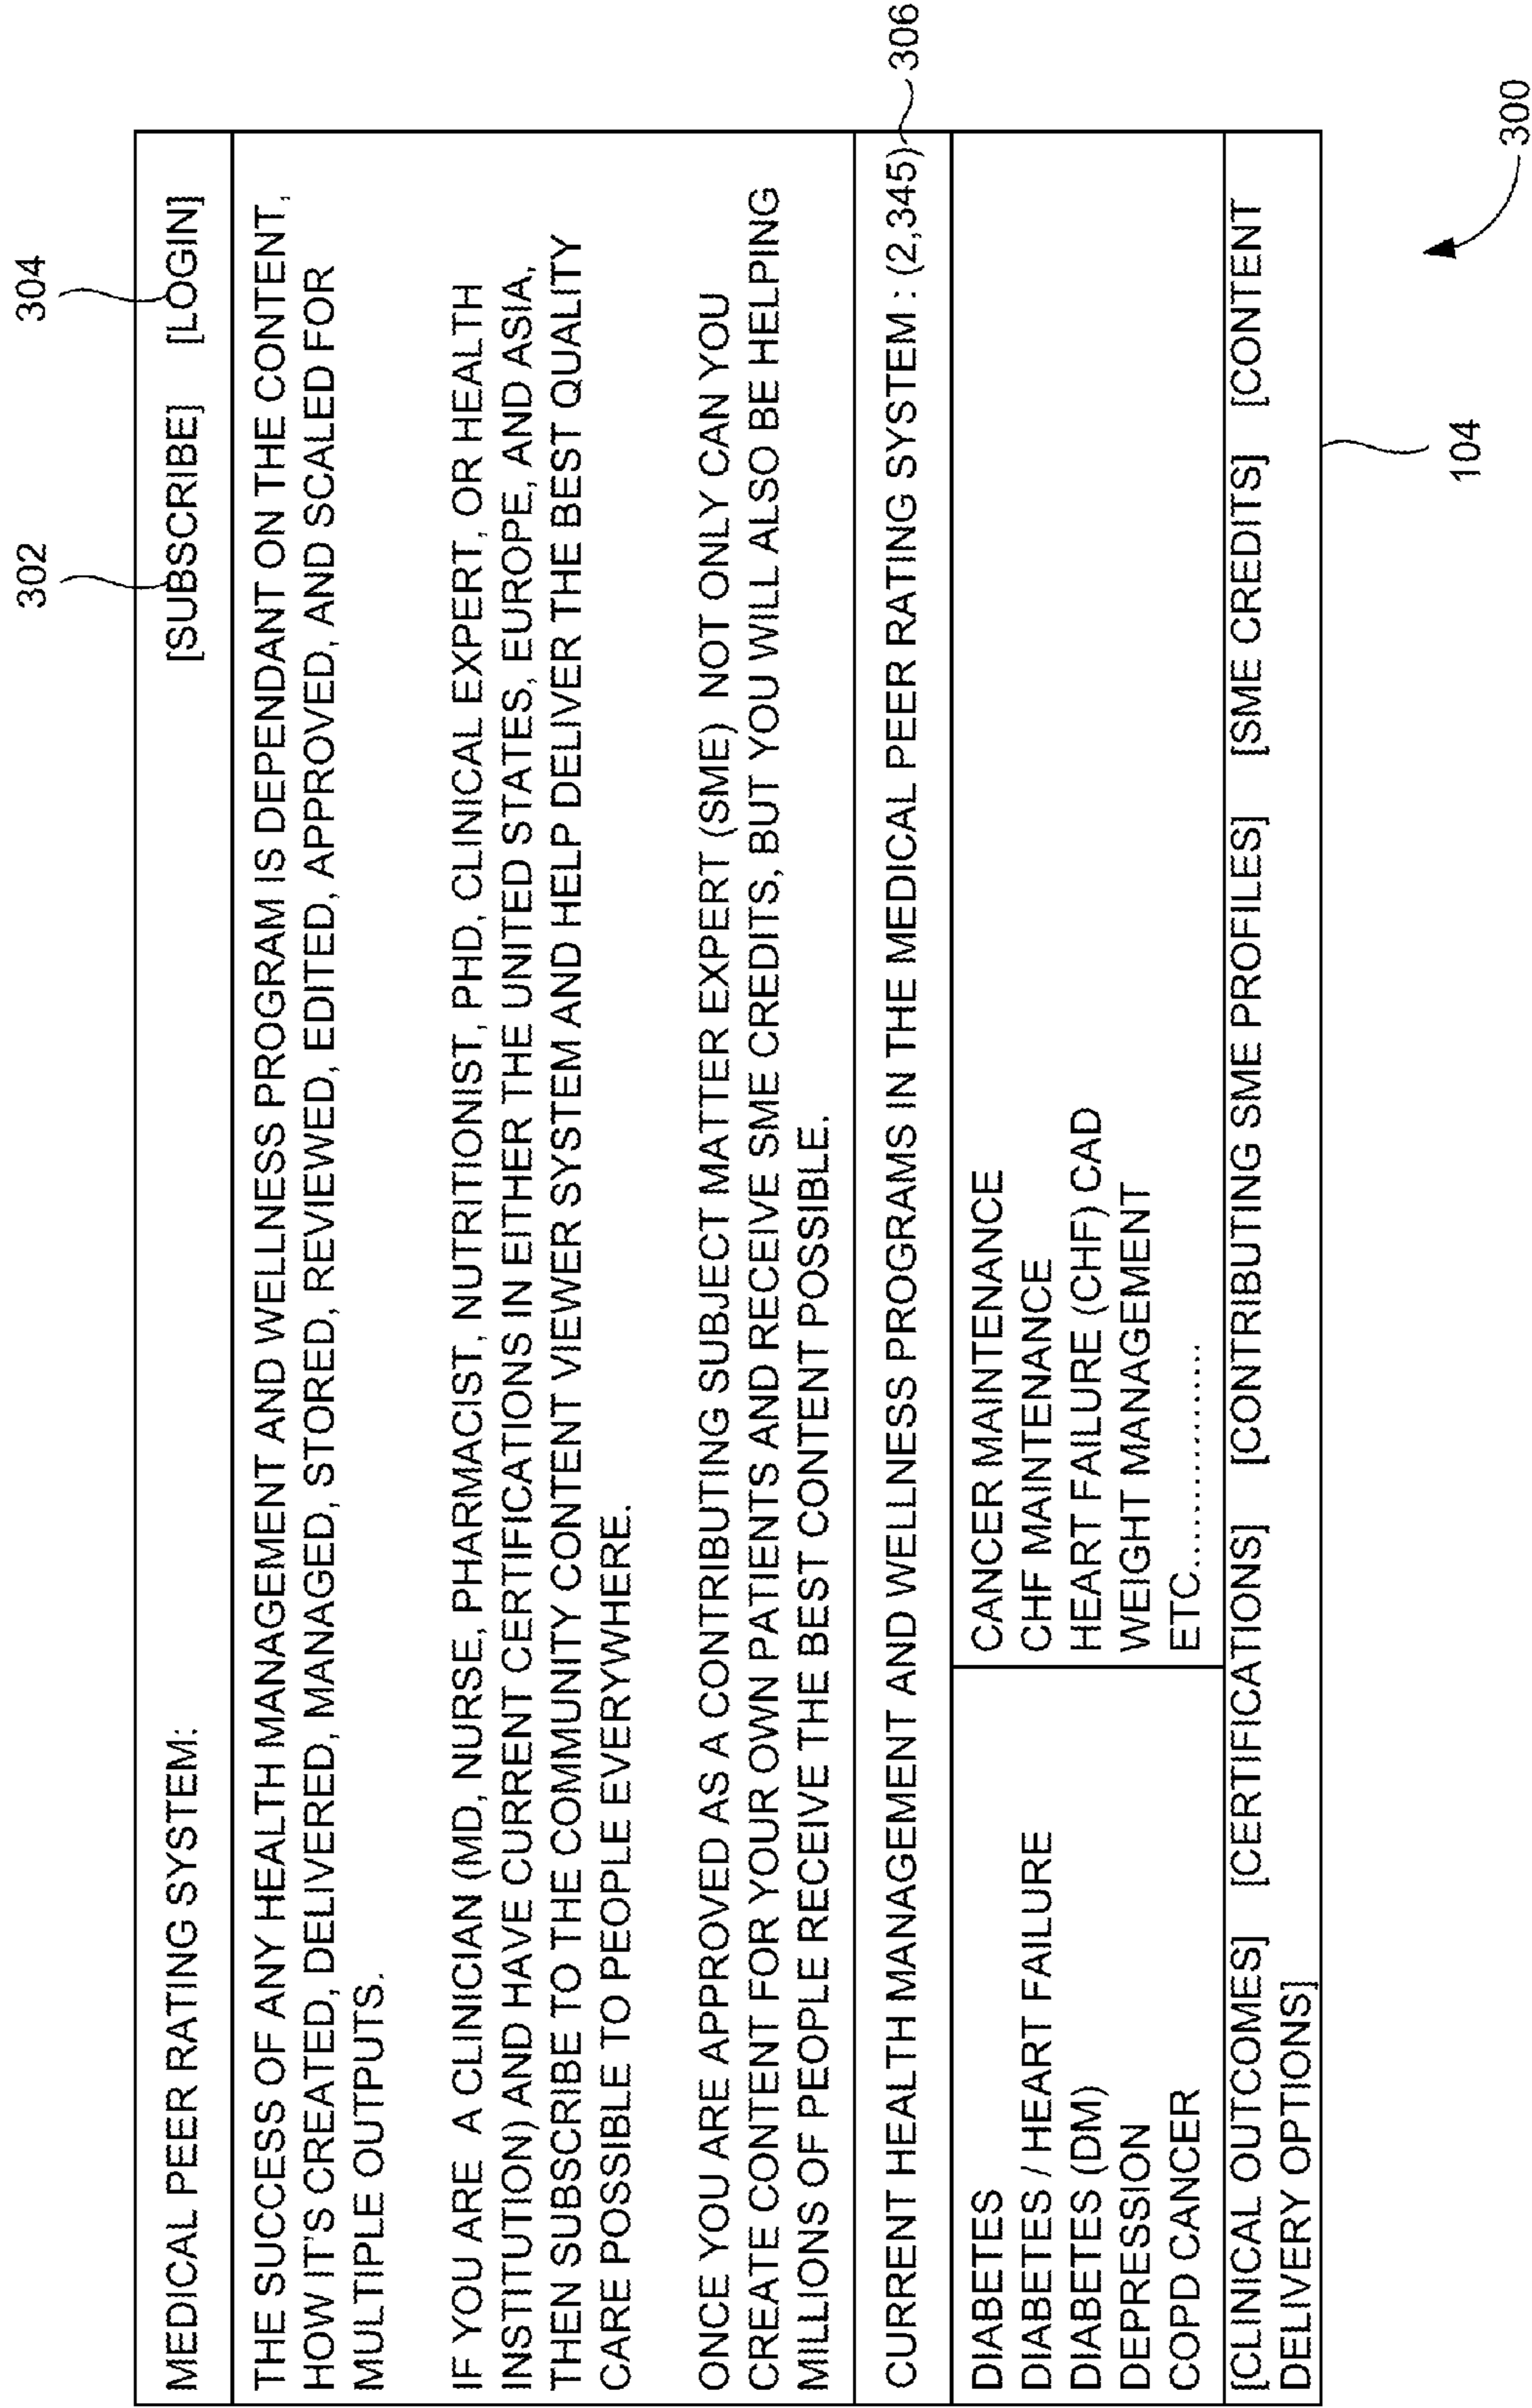 302 304
MEDICAL PEER RATING SYSTEM: [SUBSCRIBE] [LOGIN]
THE SUCCESS OF ANY HEALTH MANAGEMENT AND WELLNESS PROGRAM IS DEPENDANT ON THE CONTENT,
HOW IT'S CREATED, DELIVERED, MANAGED, STORED, REVIEWED, EDITED, APPROVED, AND SCALED FOR
MULTIPLE OUTPUTS.
IF YOU ARE A CLINICIAN (MD, NURSE, PHARMACIST, NUTRITIONIST, PHD, CLINICAL EXPERT, OR HEALTH
INSTITUTION) AND HAVE CURRENT CERTIFICATIONS IN EITHER THE UNITED STATES, EUROPE, AND ASIA,
THEN SUBSCRIBE TO THE COMMUNITY CONTENT VIEWER SYSTEM AND HELP DELIVER THE BEST QUALITY
CARE POSSIBLE TO PEOPLE EVERYWHERE.
ONCE YOU ARE APPROVED AS A CONTRIBUTING SUBJECT MATTER EXPERT (SME) NOT ONLY CAN YOU
CREATE CONTENT FOR YOUR OWN PATIENTS AND RECEIVE SME CREDITS, BUT YOU WILL ALSO BE HELPING
MILLIONS OF PEOPLE RECEIVE THE BEST CONTENT POSSIBLE.
CURRENT HEALTH MANAGEMENT AND WELLNESS PROGRAMS IN THE MEDICAL PEER RATING SYSTEM : (2,345) 306
DIABETES
DIABETES / HEART FAILURE
DIABETES (DM)
DEPRESSION
COPD CANCER
CANCER MAINTENANCE
CHF MAINTENANCE
HEART FAILURE (CHF) CAD
WEIGHT MANAGEMENT
ETC..................
[CLINICAL OUTCOMES] [CERTIFICATIONS] [CONTRIBUTING SME PROFILES] [SME CREDITS] [CONTENT
DELIVERY OPTIONS]
104
300